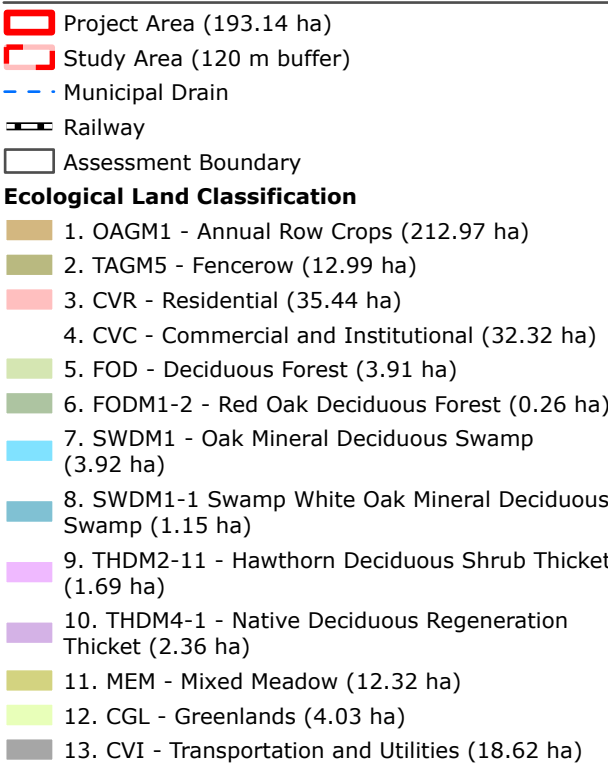 Project Area (193.14 ha)
Study Area (120 m buffer)
Municipal Drain
Railway
Assessment Boundary
Ecological Land Classification
1. OAGM1 - Annual Row Crops (212.97 ha)
2. TAGM5 - Fencerow (12.99 ha)
3. CVR - Residential (35.44 ha)
4. CVC - Commercial and Institutional (32.32 ha)
5. FOD - Deciduous Forest (3.91 ha)
6. FODM1-2 - Red Oak Deciduous Forest (0.26 ha)
7. SWDM1 - Oak Mineral Deciduous Swamp
(3.92 ha)
8. SWDM1-1 Swamp White Oak Mineral Deciduous
Swamp (1.15 ha)
9. THDM2-11 - Hawthorn Deciduous Shrub Thicket
(1.69 ha)
10. THDM4-1 - Native Deciduous Regeneration
Thicket (2.36 ha)
11. MEM - Mixed Meadow (12.32 ha)
12. CGL - Greenlands (4.03 ha)
13. CVI - Transportation and Utilities (18.62 ha)